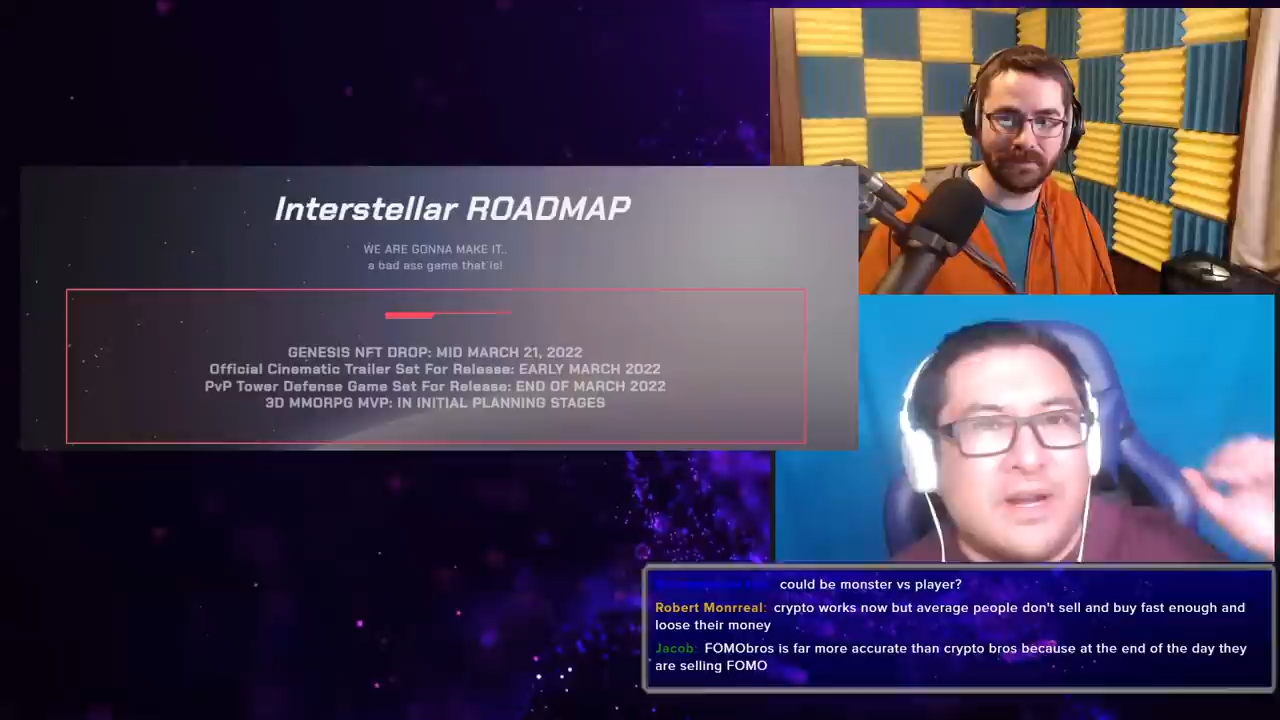 Interstellar ROADMAP
WE ARE GONNA MAKE IT..
a bad ass game that is!
GENESIS NFT DROP: MID MARCH 21, 2022
Official Cinematic Trailer Set For Release: EARLY MARCH 2022
PvP Tower Defense Game Set For Release: END OF MARCH 2022
3D MMORPG MVP: IN INITIAL PLANNING STAGES
could be monster vs player?
Robert Monrreal: crypto works now but average people don't sell and buy fast enough and
loose their money
Jacob: FOMObros is far more accurate than crypto bros because at the end of the day they
are selling FOMO